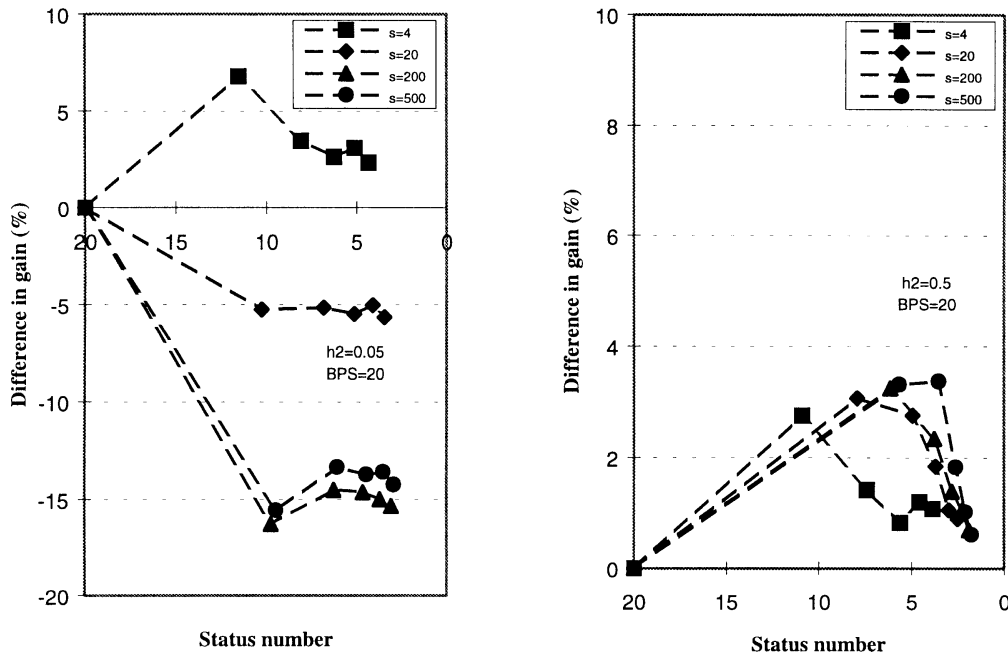 10
5
0
-5
-10
-15
-20
20
15
10
5
0
Difference in gain (%)
Status number
s=4
s=20
s=200
s=500
h2=0.05
BPS=20
10
8
6
4
2
0
20
15
10
5
0
Difference in gain (%)
Status number
s=4
s=20
s=200
s=500
h2=0.5
BPS=20